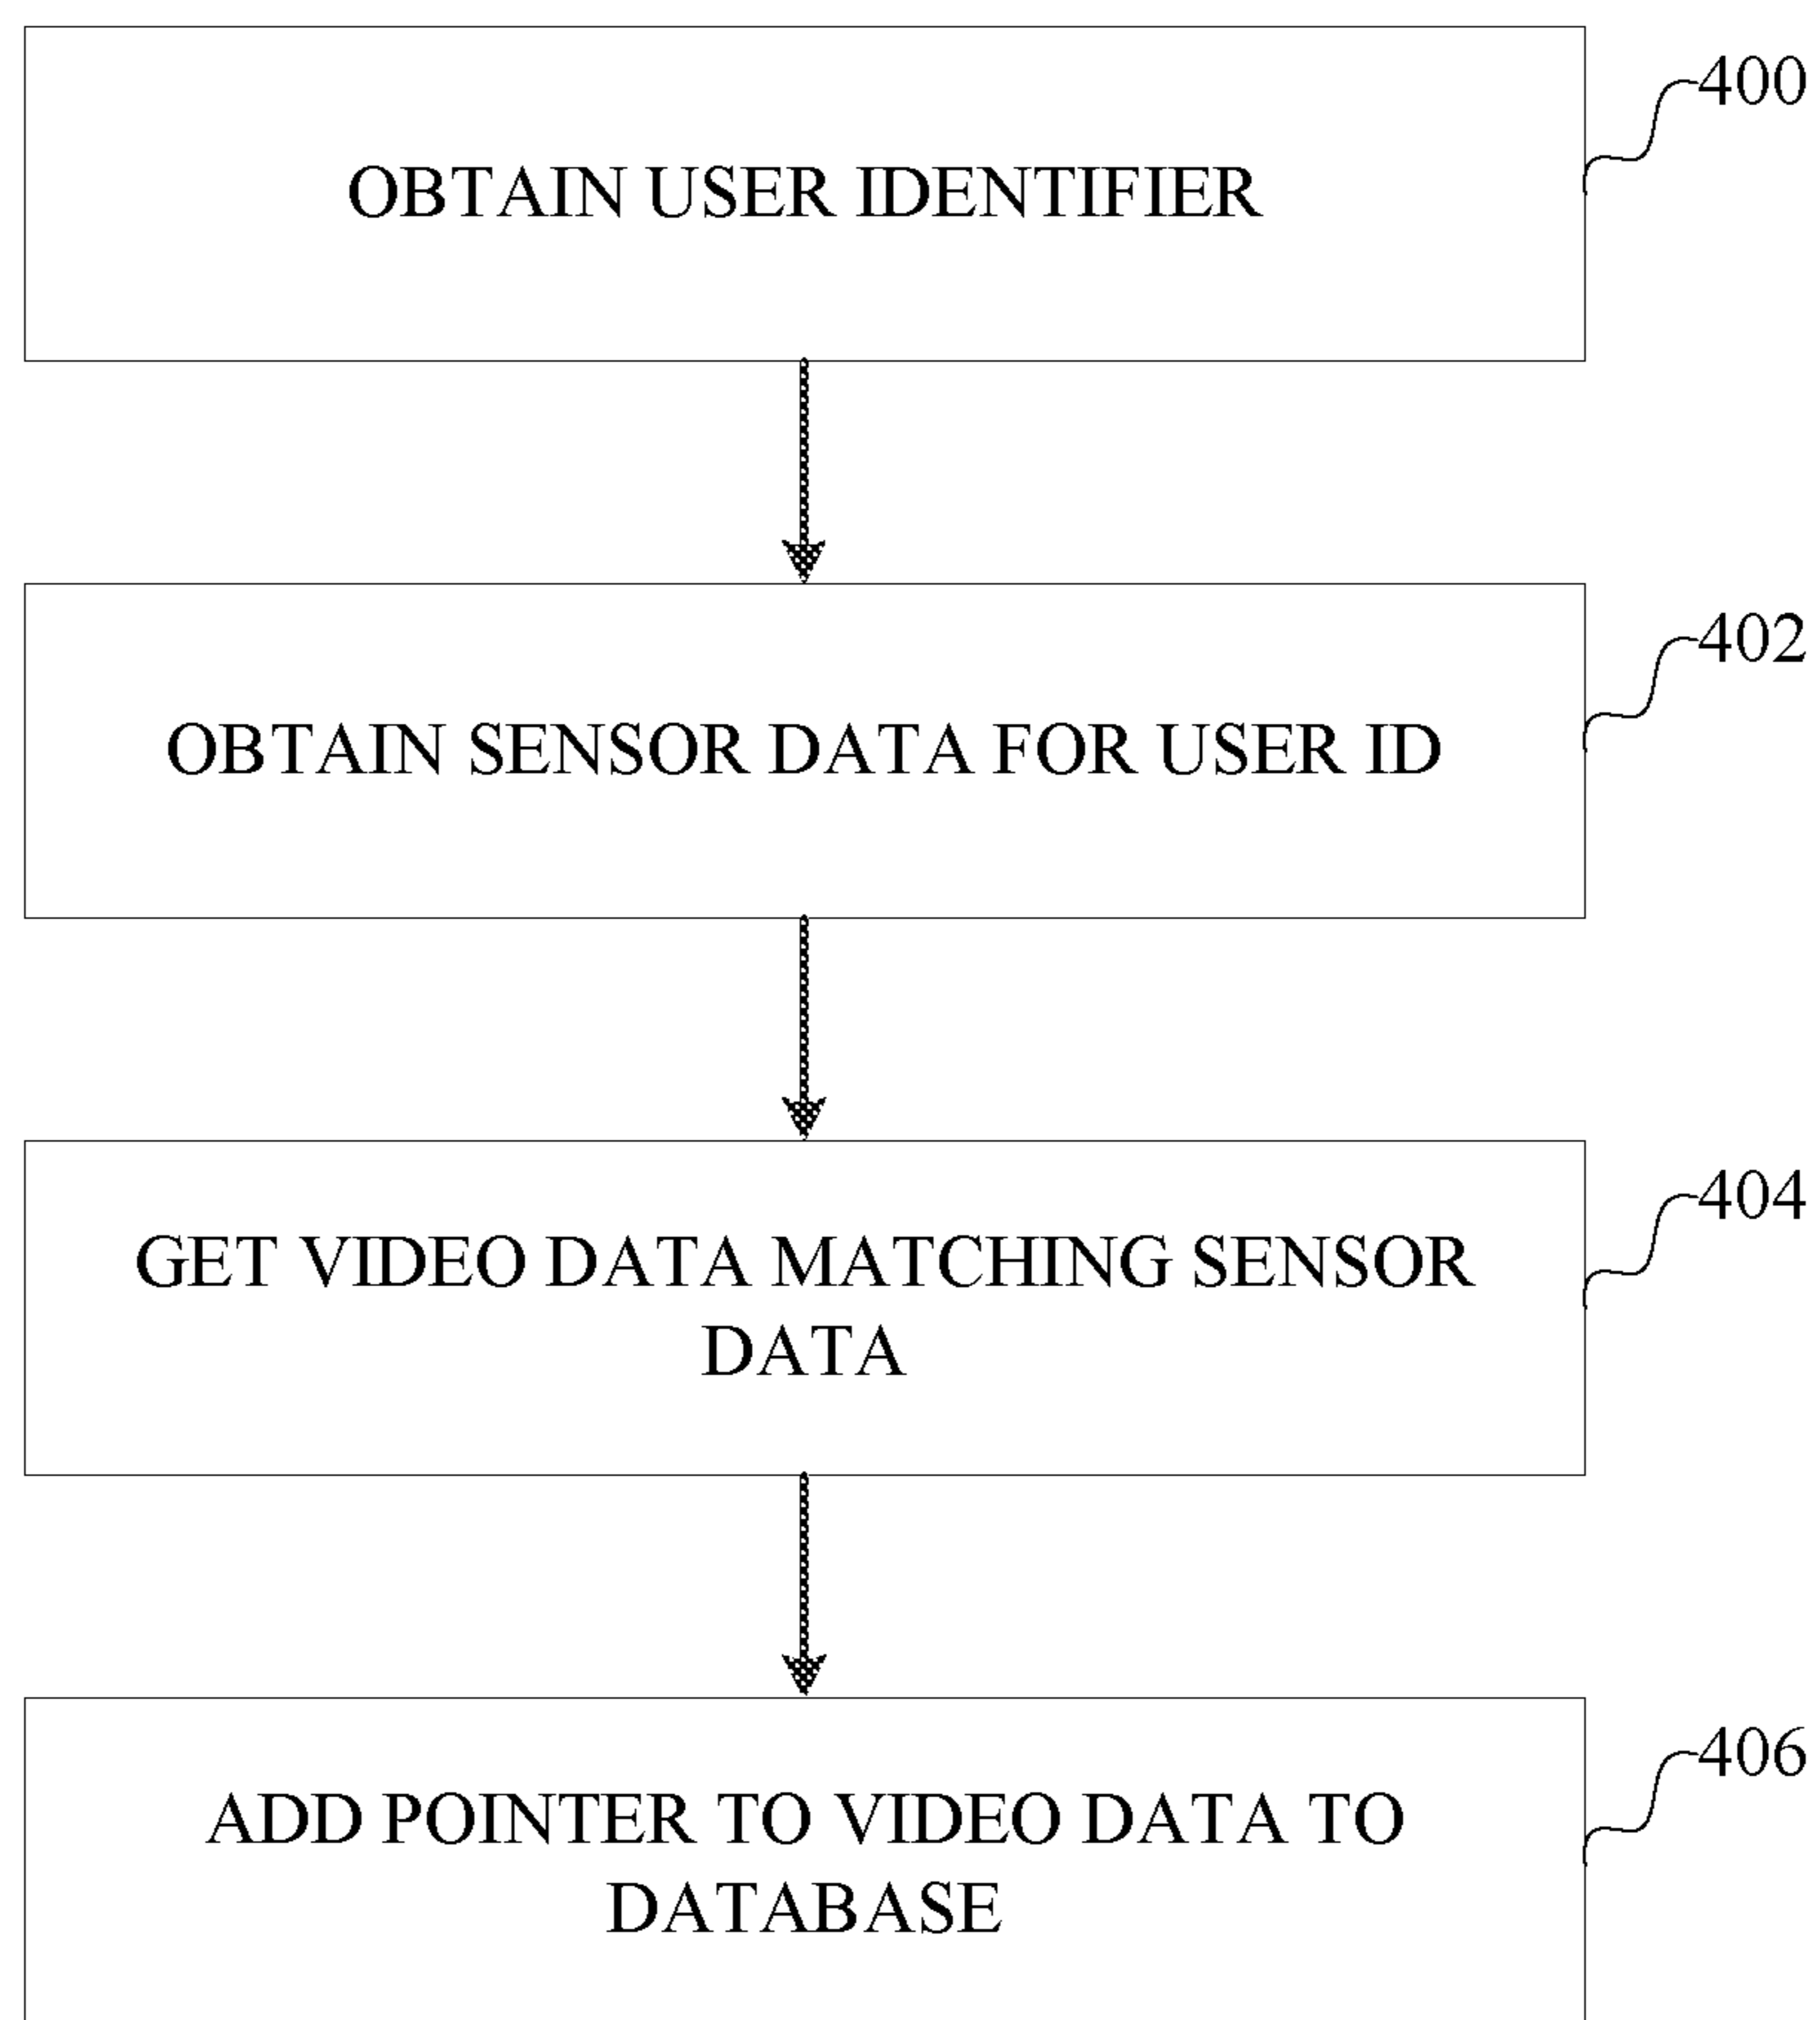 400
OBTAIN USER IDENTIFIER
402
OBTAIN SENSOR DATA FOR USER ID
404
GET VIDEO DATA MATCHING SENSOR
DATA
406
ADD POINTER TO VIDEO DATA TO
DATABASE